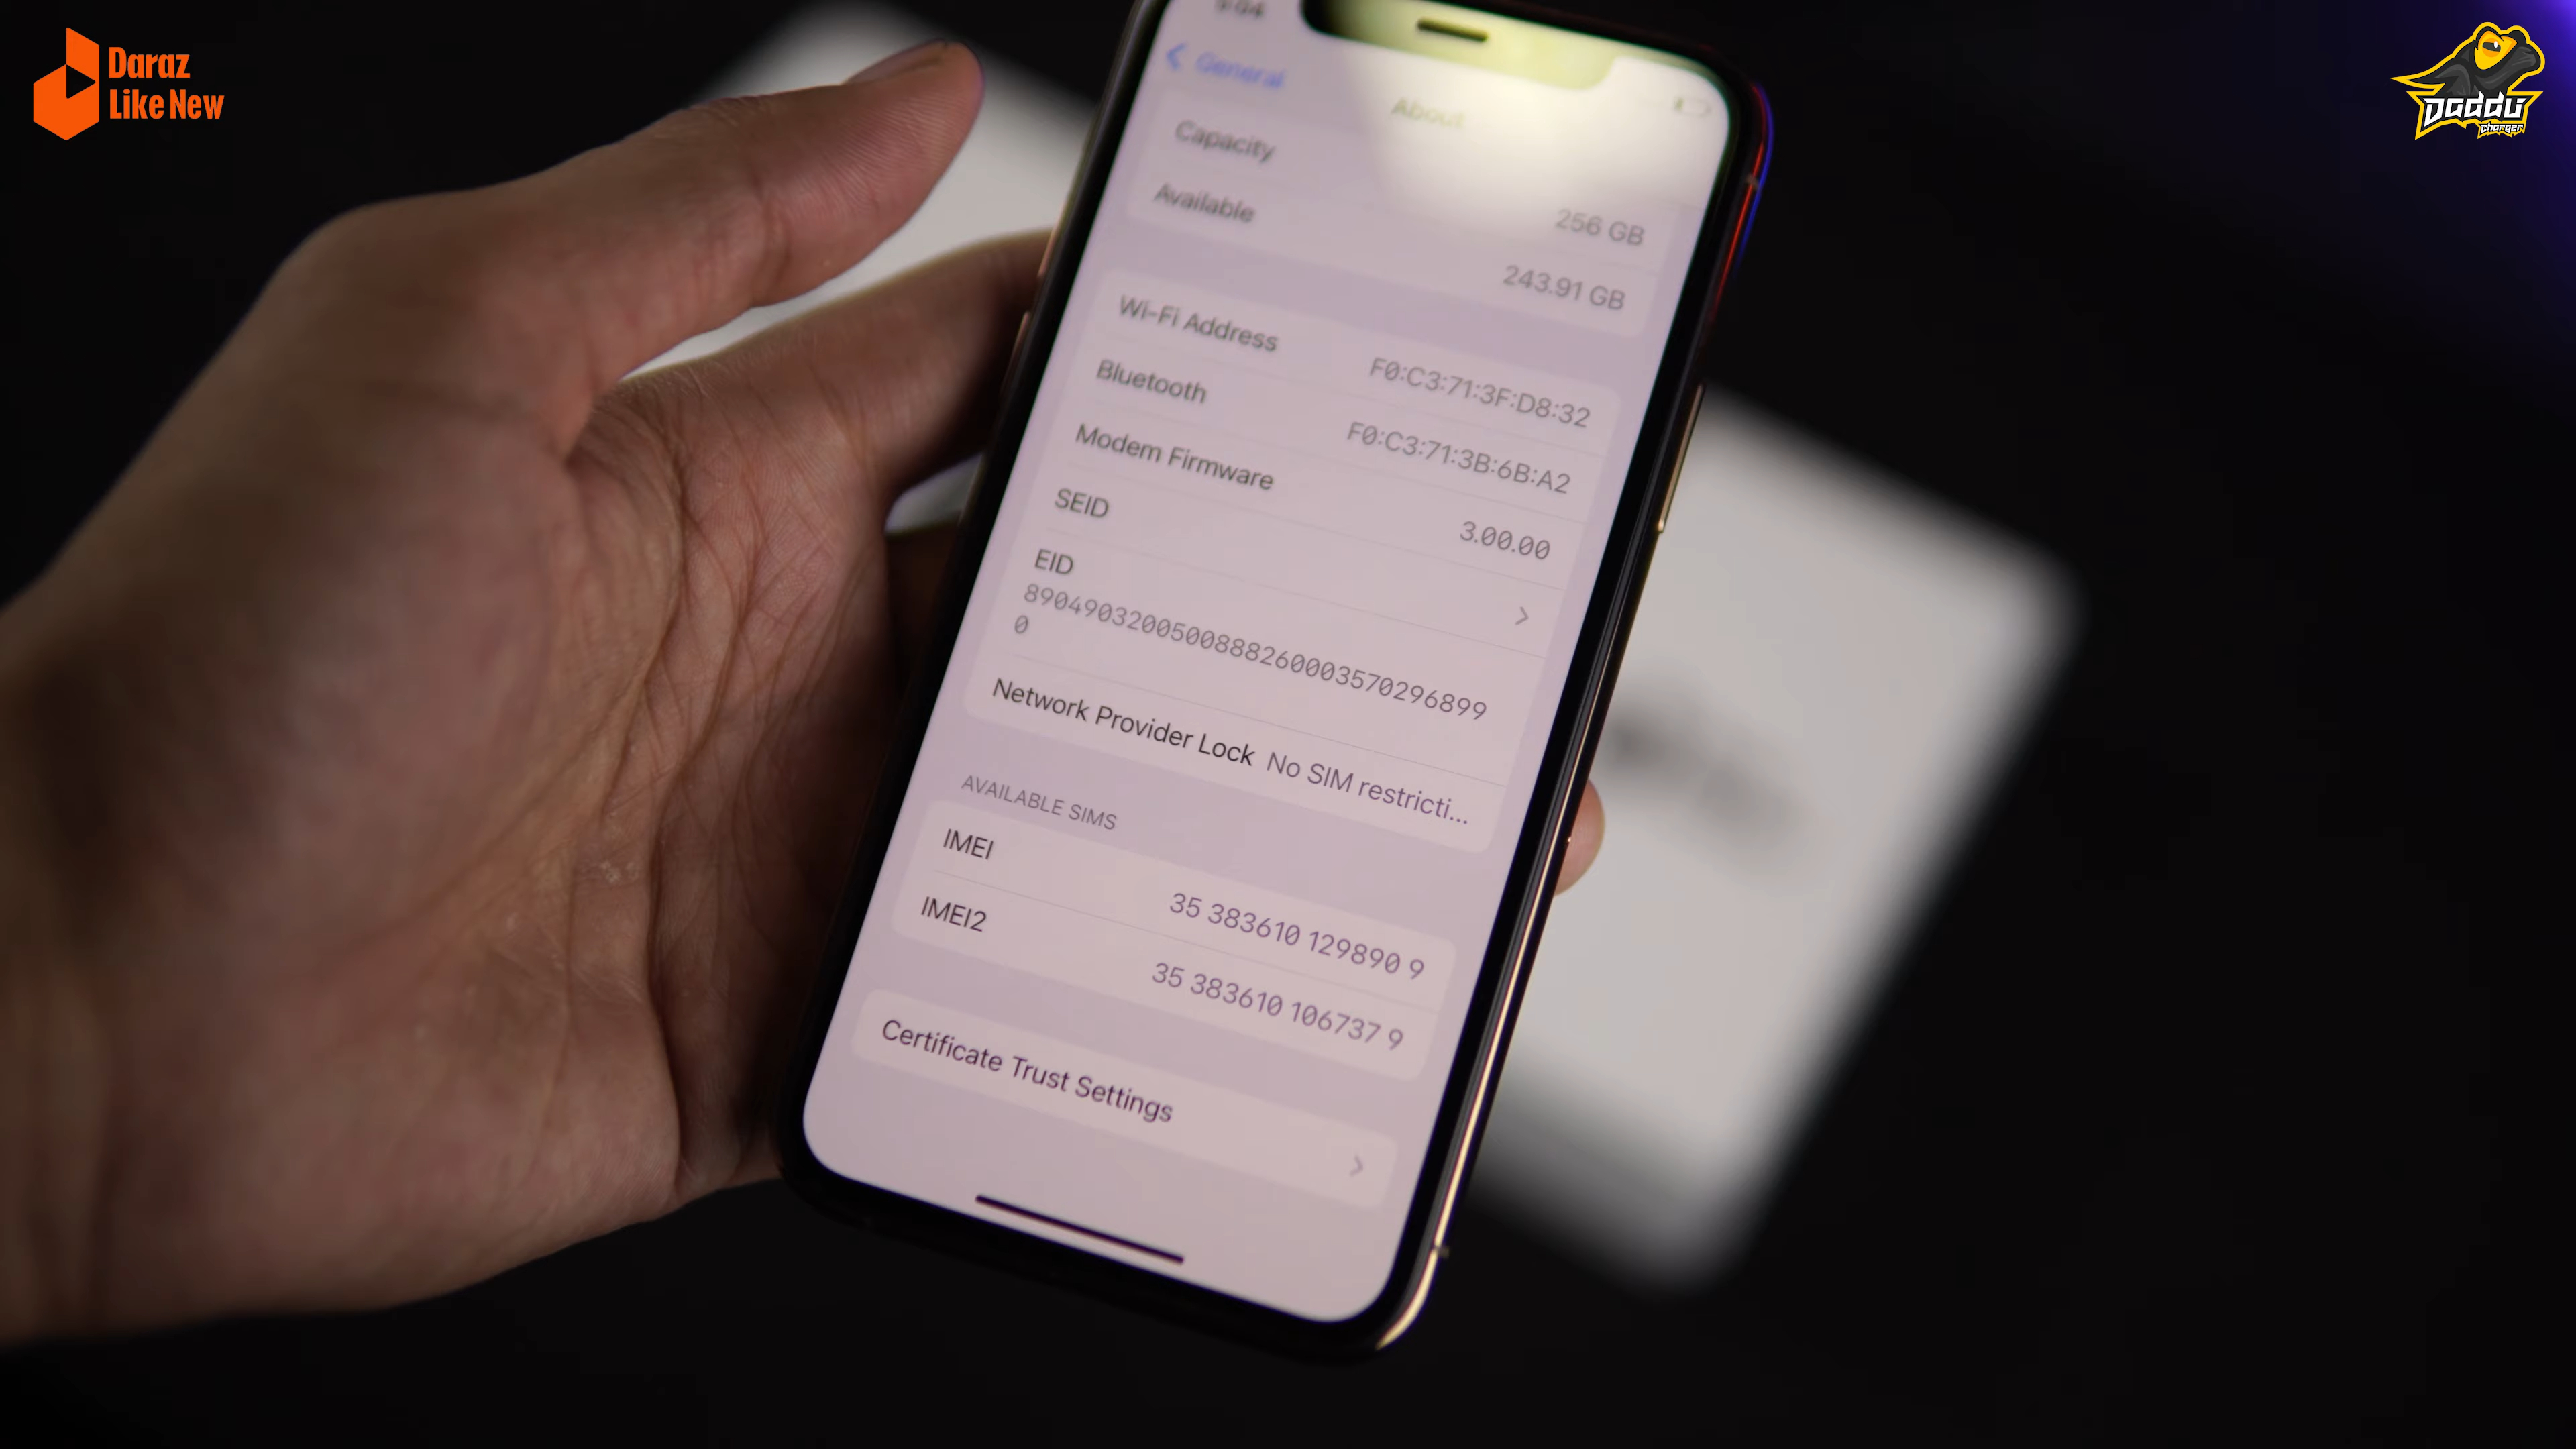 Daraz
Like New
DADDU
Charger
General
About
Capacity
256 GB
Available
243.91 GB
Wi-Fi Address
F0:C3:71:3F:D8:32
Bluetooth
F0:C3:71:3B:6B:A2
Modem Firmware
3.00.00
SEID
EID
89049032005008882600035702968990
0
Network Provider Lock No SIM restricti...
AVAILABLE SIMS
IMEI
35 383610 129890 9
IMEI2
35 383610 106737 9
Certificate Trust Settings